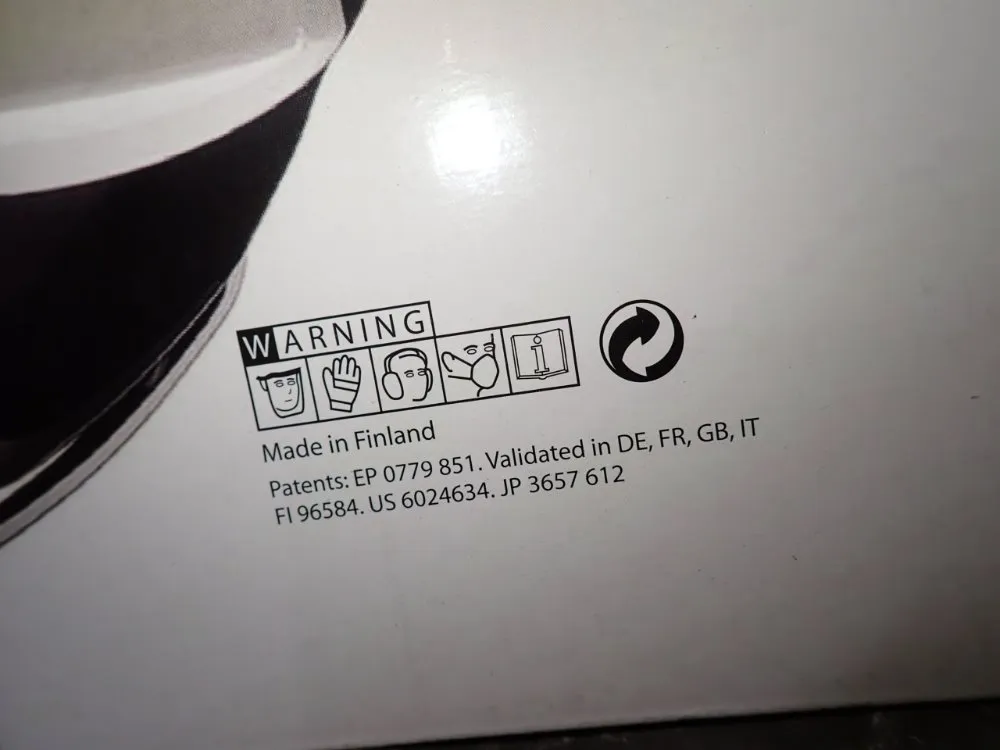 WARNING
i
Made in Finland
Patents: EP 0779 851. Validated in DE, FR, GB, IT
FI 96584. US 6024634. JP 3657 612